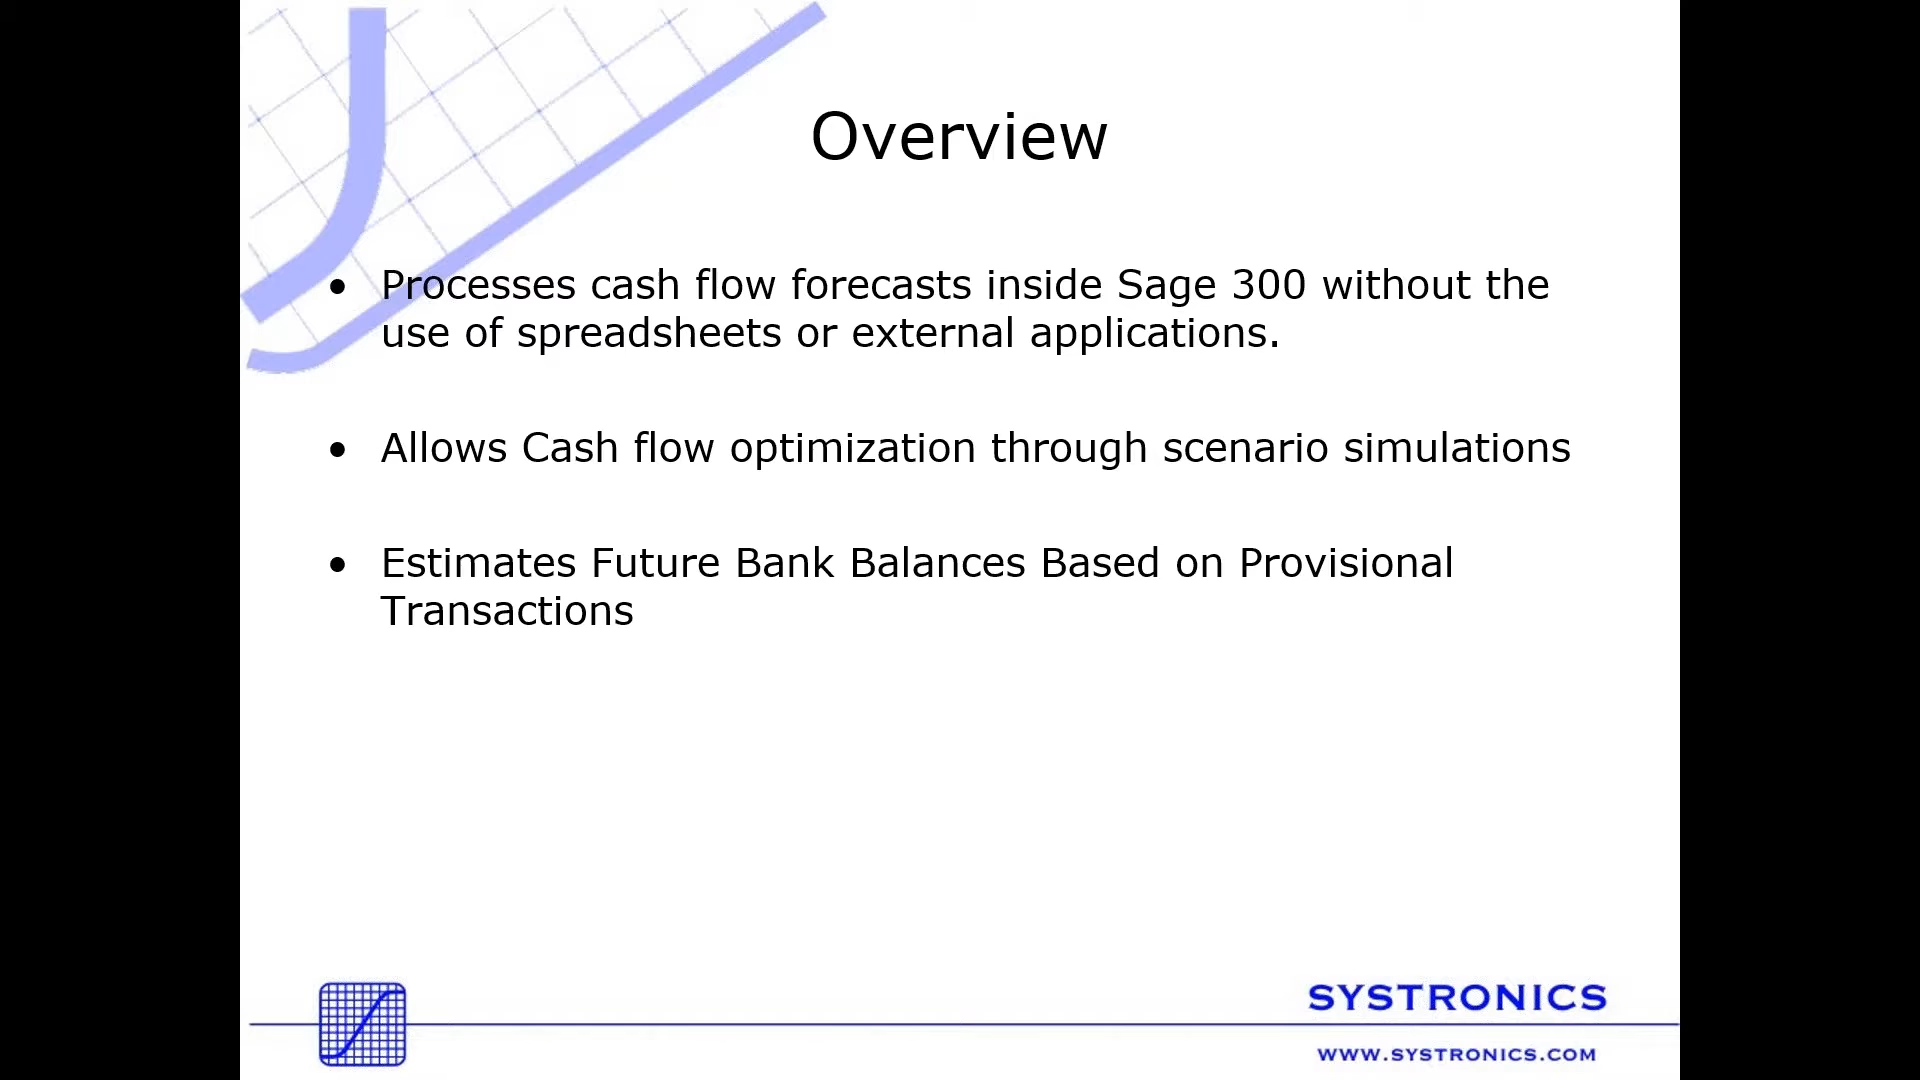 Overview
• Processes cash flow forecasts inside Sage 300 without the
use of spreadsheets or external applications.
• Allows Cash flow optimization through scenario simulations
• Estimates Future Bank Balances Based on Provisional
Transactions
SYSTRONICS
WWW.SYSTRONICS.COM